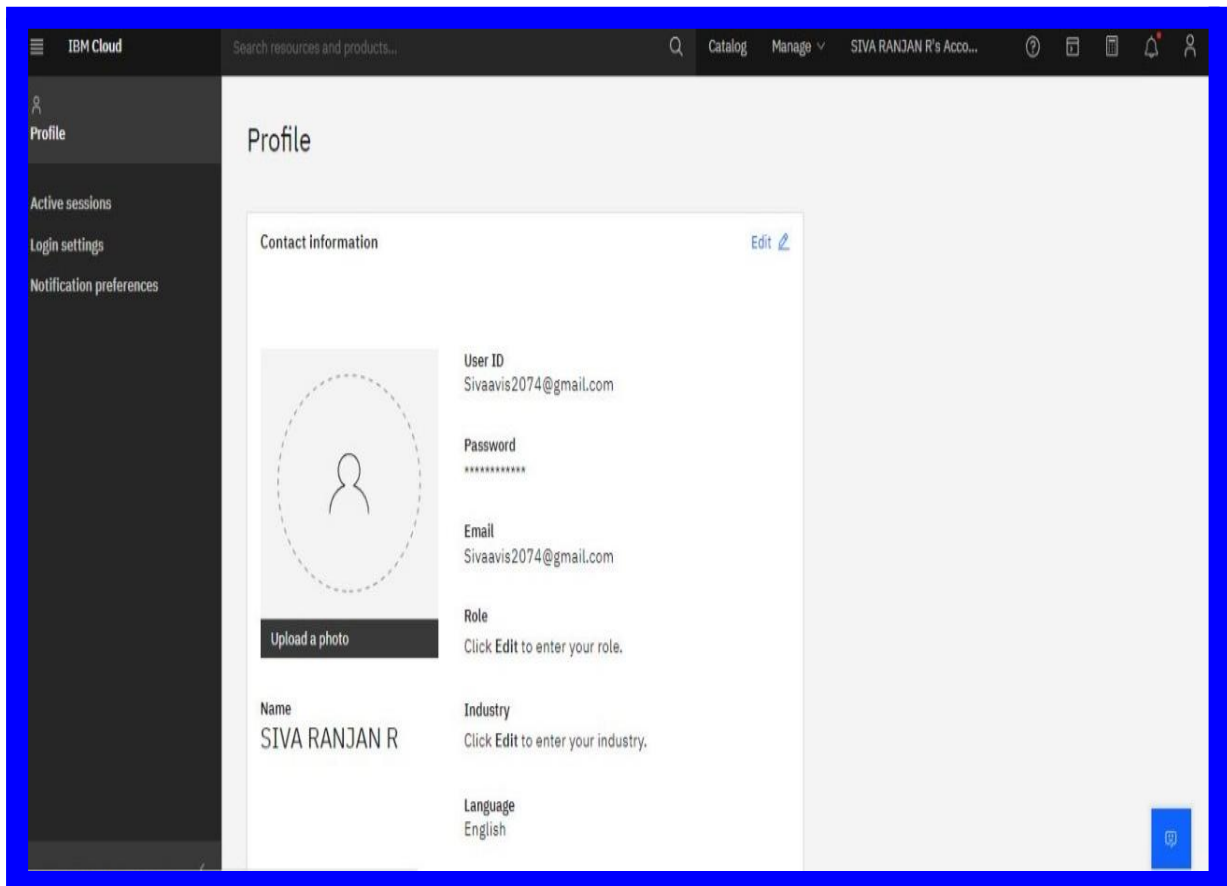 IBM Cloud
Search resources and products...
Catalog
Manage
SIVA RANJAN R's Acco...
Profile
Active sessions
Login settings
Notification preferences
Profile
Contact information
Edit
Upload a photo
Name
SIVA RANJAN R
User ID
Sivaavis2074@gmail.com
Password
************
Email
Sivaavis2074@gmail.com
Role
Click Edit to enter your role.
Industry
Click Edit to enter your industry.
Language
English